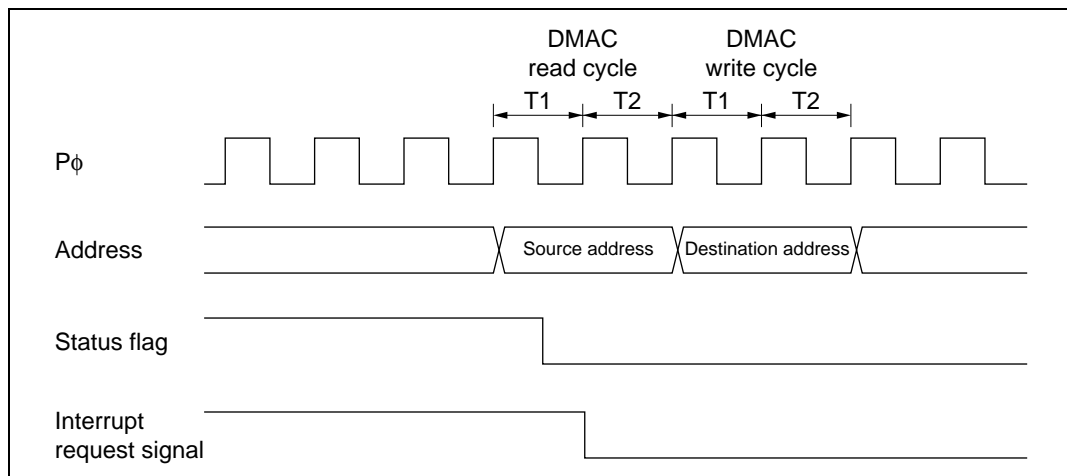 DMAC
read cycle
DMAC
write cycle
T1
T2
T1
T2
Pϕ
Address
Source address
Destination address
Status flag
Interrupt
request signal